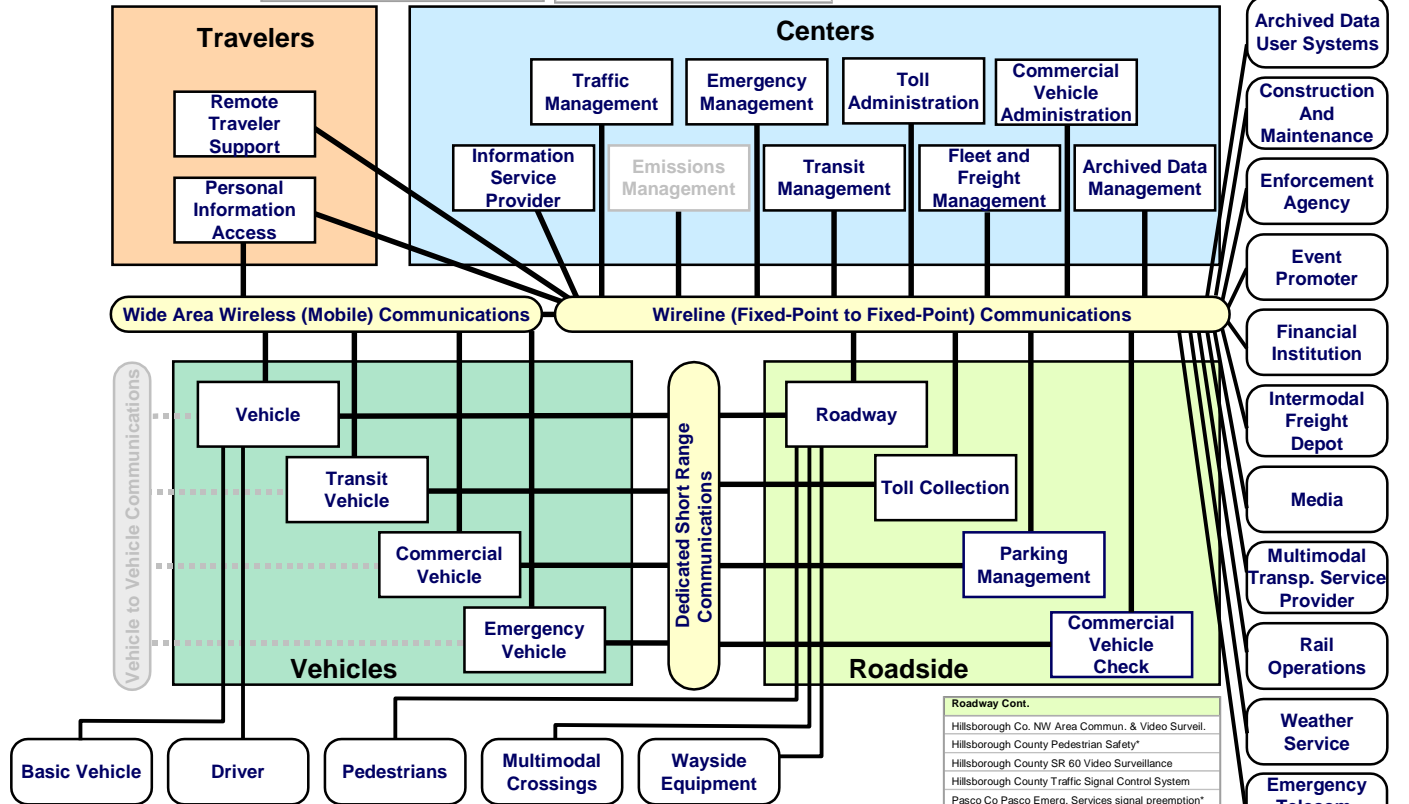 Travelers
Remote
Traveler
Support
Personal
Information
Access
Centers
Traffic
Management
Emergency
Management
Toll
Administration
Commercial
Vehicle
Administration
Information
Service
Provider
Emissions
Management
Transit
Management
Fleet and
Freight
Management
Archived Data
Management
Wide Area Wireless (Mobile) Communications
Wireline (Fixed-Point to Fixed-Point) Communications
Vehicle to Vehicle Communications
Vehicle
Transit
Vehicle
Commercial
Vehicle
Emergency
Vehicle
Vehicles
Dedicated Short Range
Communications
Roadway
Toll Collection
Parking
Management
Commercial
Vehicle
Check
Roadside
Basic Vehicle
Driver
Pedestrians
Multimodal
Crossings
Wayside
Equipment
Roadway Cont.
Hillsborough Co. NW Area Commun. & Video Surveil.
Hillsborough County Pedestrian Safety*
Hillsborough County SR 60 Video Surveillance
Hillsborough County Traffic Signal Control System
Pasco Co Pasco Emerg. Services signal preemption*
Archived Data
User Systems
Construction
And
Maintenance
Enforcement
Agency
Event
Promoter
Financial
Institution
Intermodal
Freight
Depot
Media
Multimodal
Transp. Service
Provider
Rail
Operations
Weather
Service
Emergency
Telecom